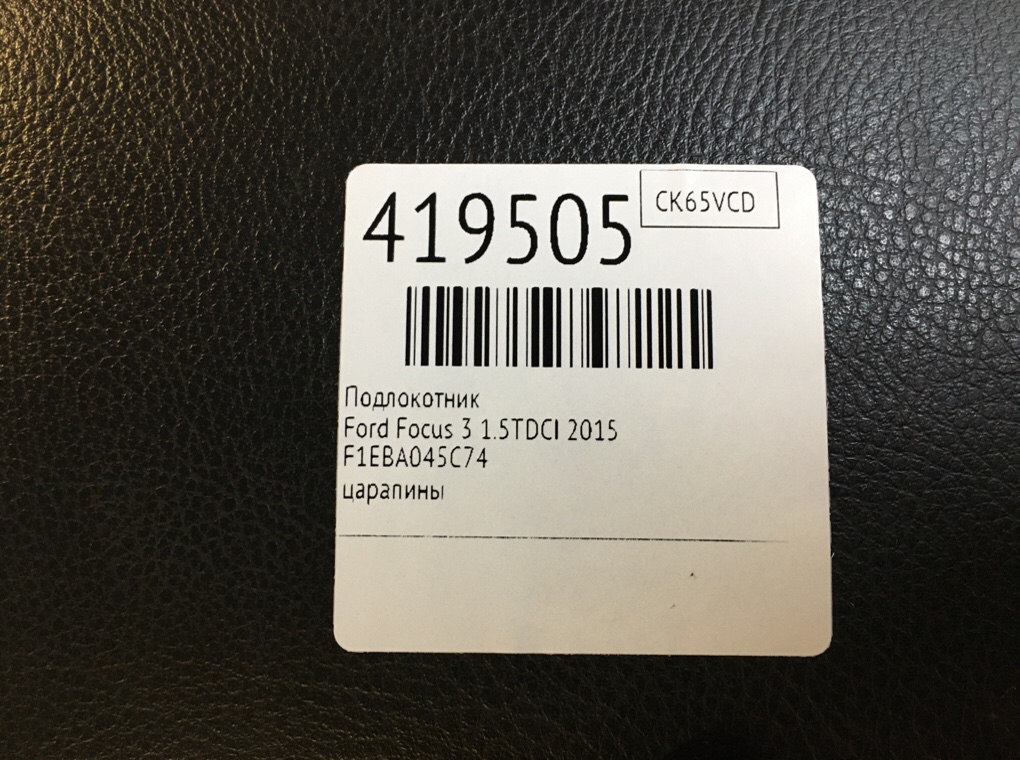 419505
CK65VCD
Подлокотник
Ford Focus 3 1.5TDCI 2015
F1EBA045C74
царапины